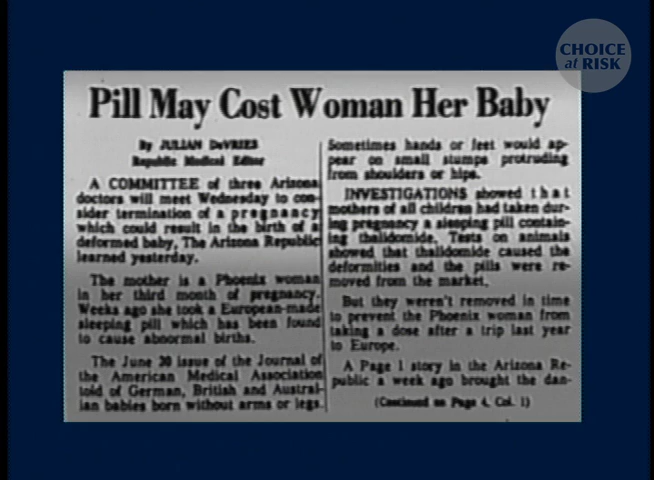 CHOICE
at RISK
Pill May Cost Woman Her Baby
By JULIAN DeVRIES
Republic Medical Editor
A COMMITTEE of three Arizona
doctors will meet Wednesday to con-
sider termination of a pregnancy
which could result in the birth of a
deformed baby, The Arizona Republic
learned yesterday.
The mother is a Phoenix woman
in her third month of pregnancy.
Weeks ago she took a European-made
sleeping pill which has been found
to cause abnormal births.
The June 30 issue of the Journal of
the American Medical Association
told of German, British and Austral-
ian babies born without arms or legs.
Sometimes hands or feet would ap-
pear on small stumps protruding
from shoulders or hips.
INVESTIGATIONS showed that
mothers of all children had taken dur-
ing pregnancy a sleeping pill contain-
ing thalidomide. Tests on animals
showed that thalidomide caused the
deformities and the pills were re-
moved from the market.
But they weren't removed in time
to prevent the Phoenix woman from
taking a dose after a trip last year
to Europe.
A Page 1 story in the Arizona Re-
public a week ago brought the dan-
(Continued on Page 4, Col. 1)